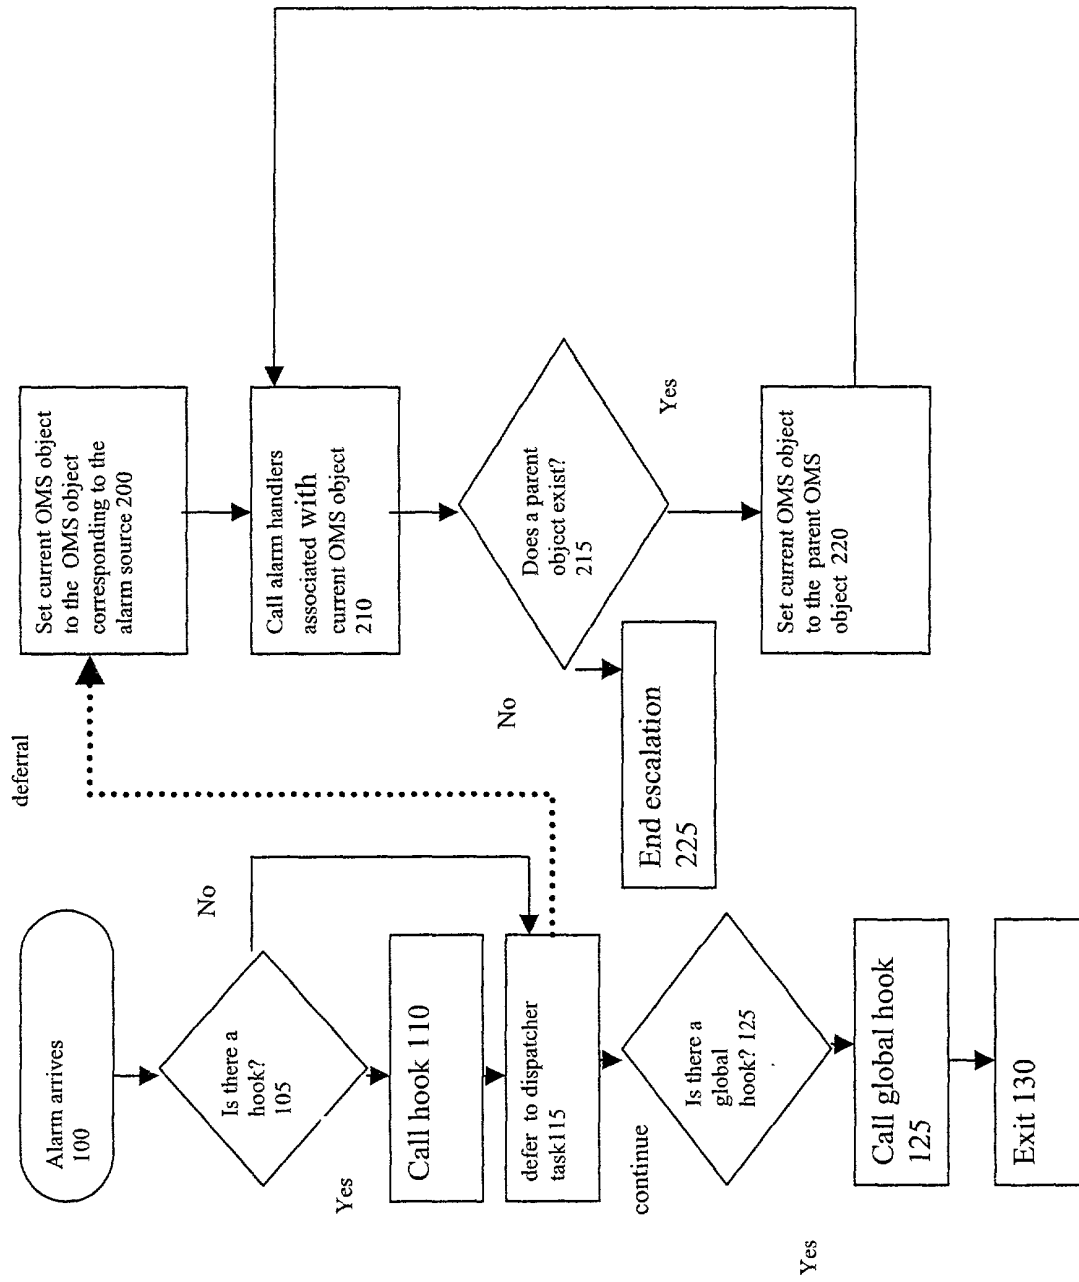 Alarm arrives
100
Is there a
hook?
105
No
Yes
Call hook 110
defer to dispatcher
task115
deferral
continue
Is there a
global
hook? 125
Yes
Call global hook
125
Exit 130
Set current OMS object
to the OMS object
corresponding to the
alarm source 200
Call alarm handlers
associated with
current OMS object
210
Does a parent
object exist?
215
No
Yes
End escalation
225
Set current OMS object
to the parent OMS
object 220